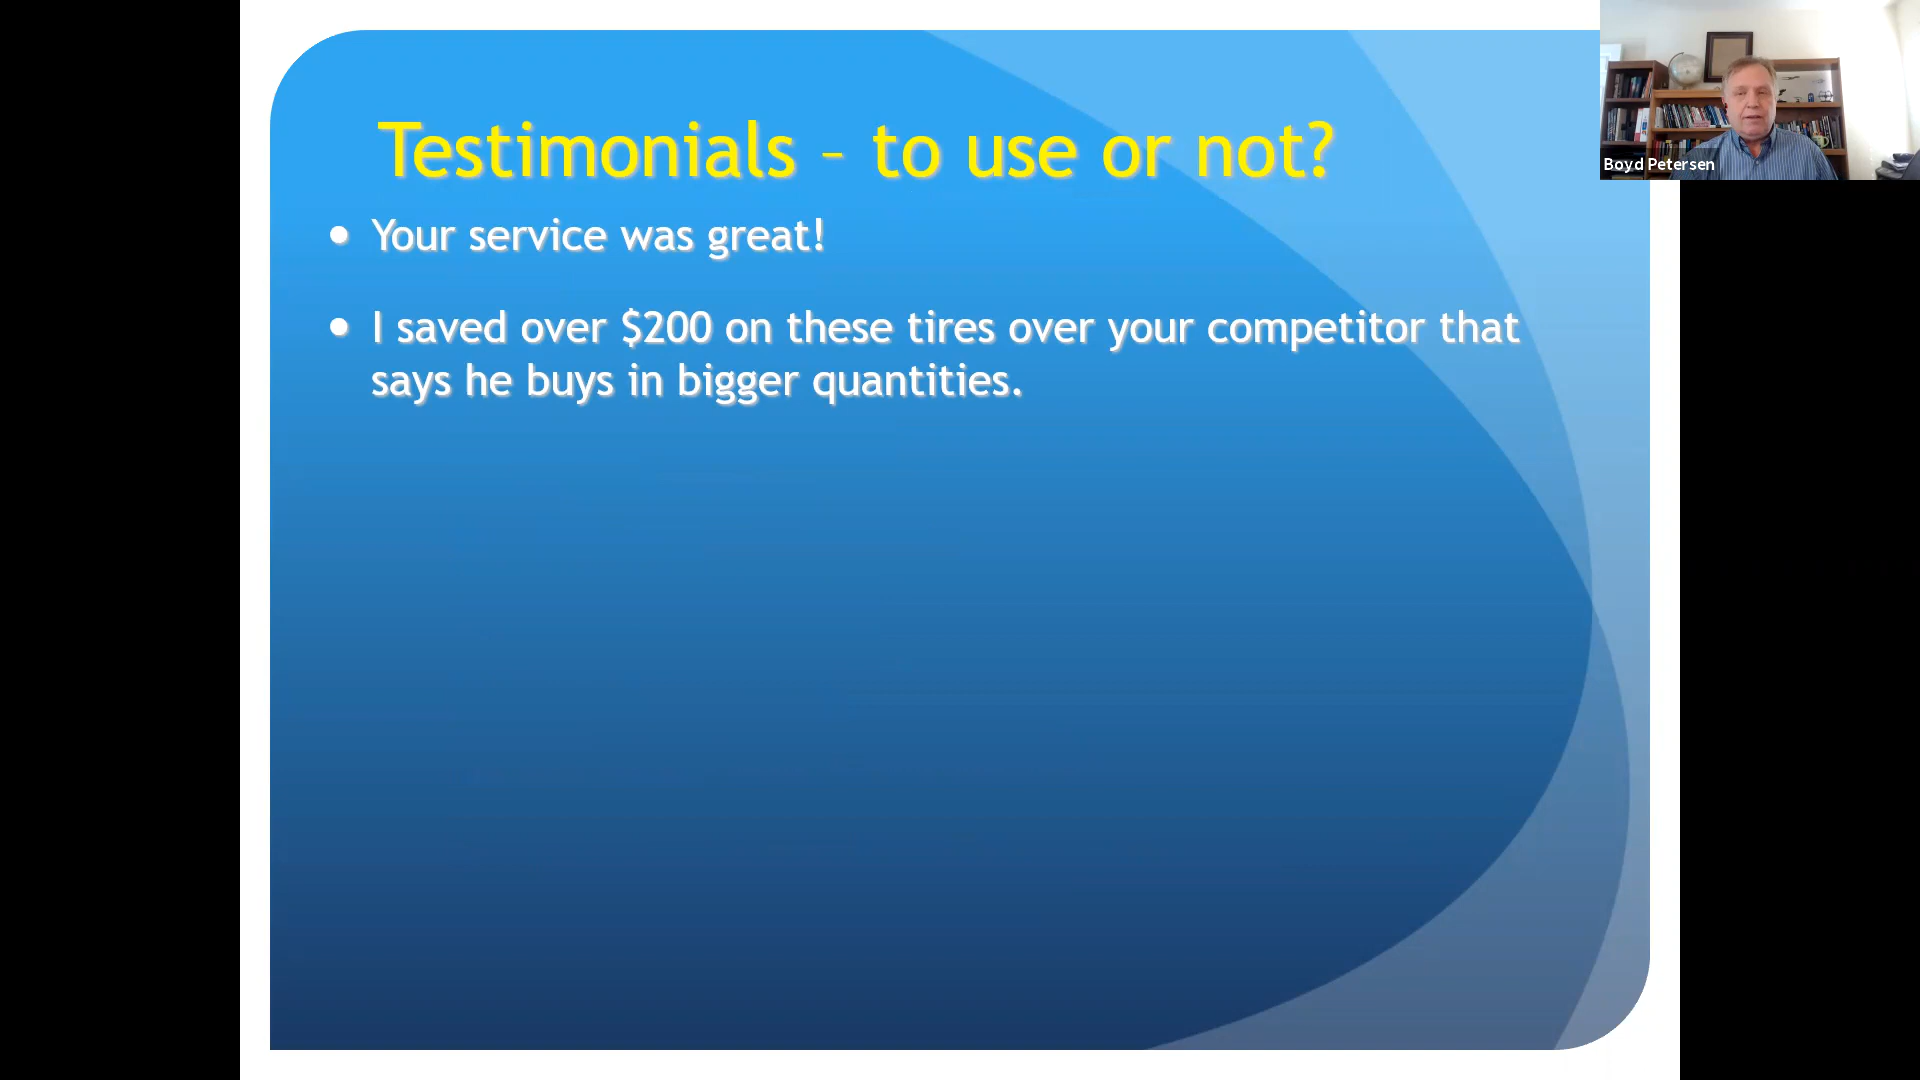 Testimonials – to use or not?
Your service was great!
I saved over $200 on these tires over your competitor that
says he buys in bigger quantities.
Boyd Petersen